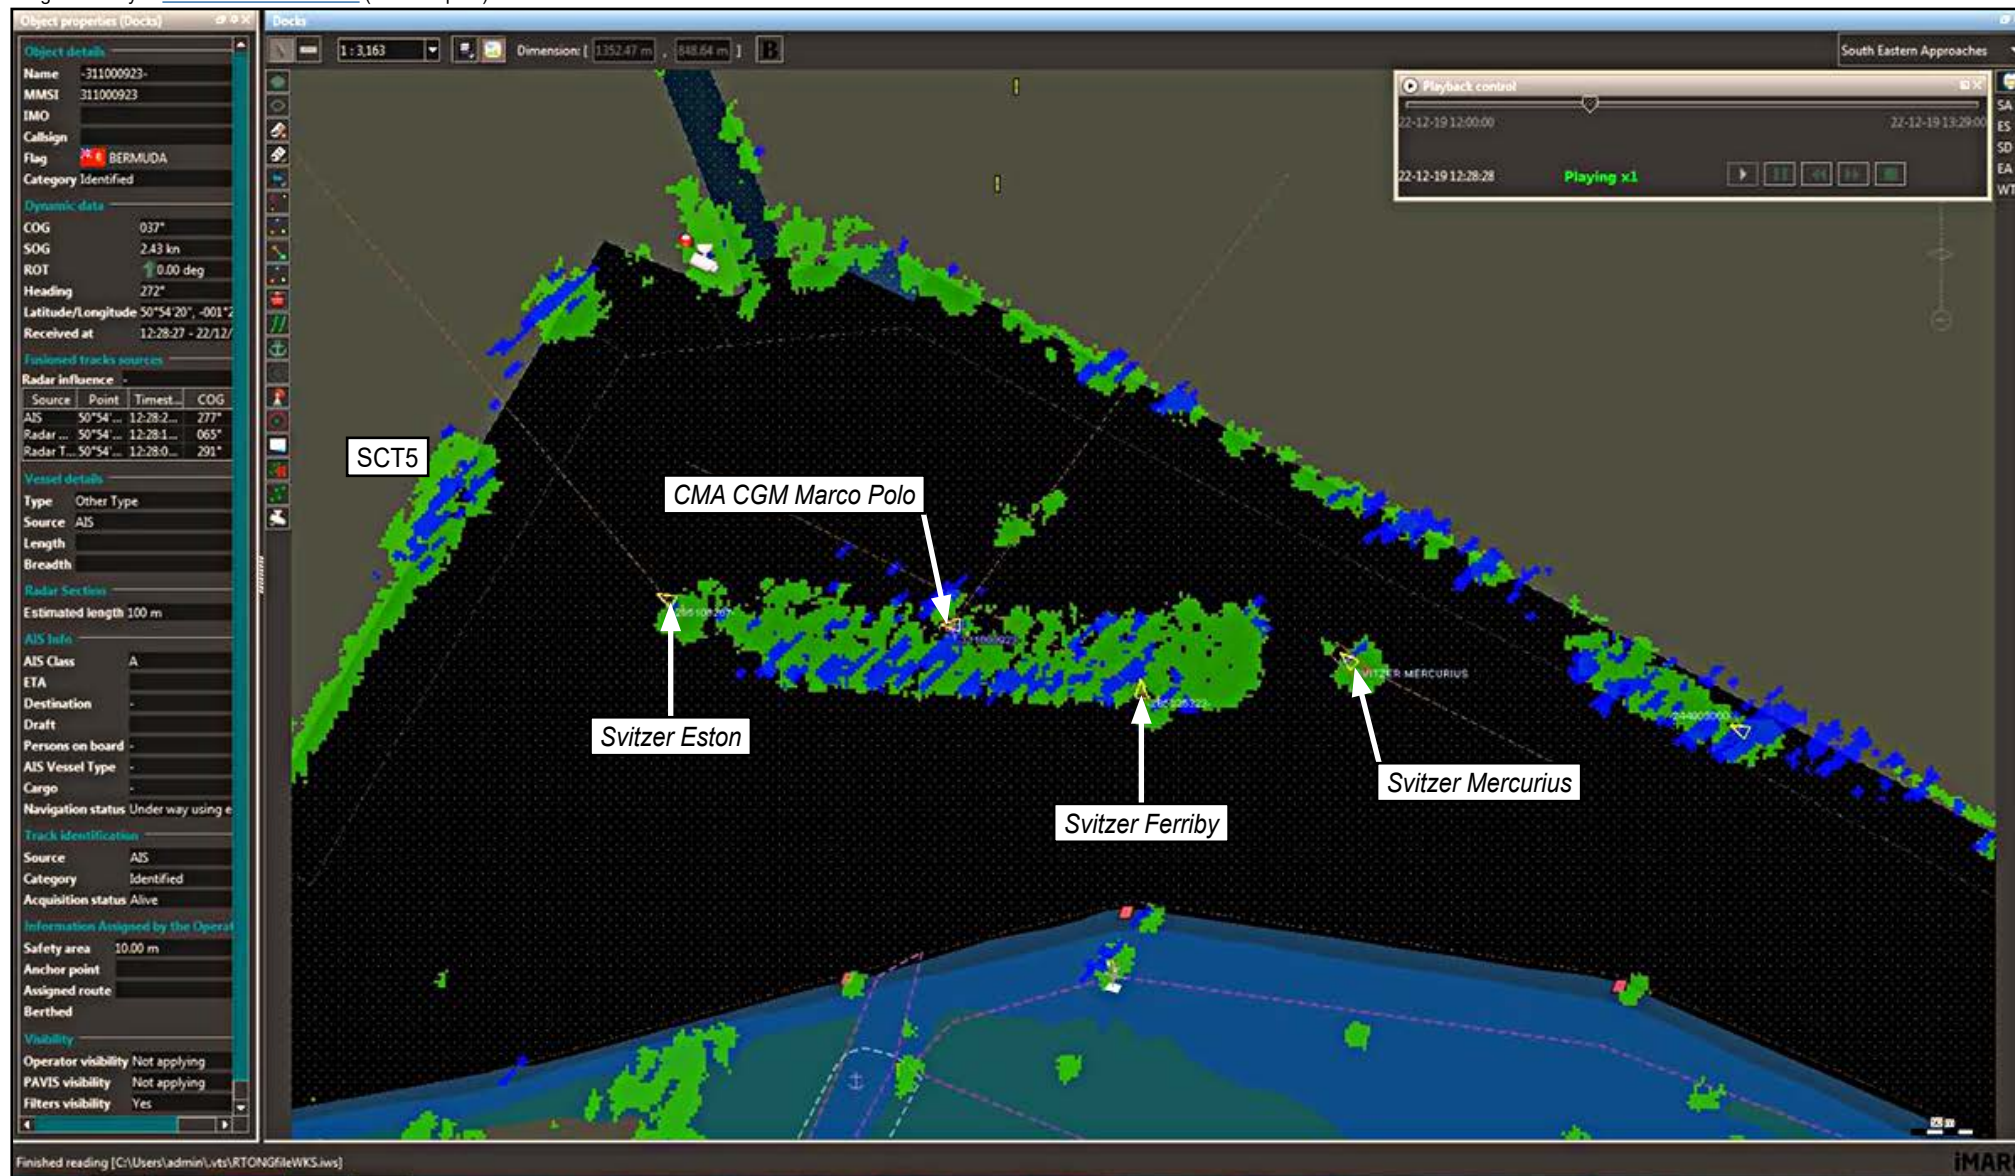 Object properties (Docks)
Docks
1 : 3,163
Dimension: [ 1352.47 m , 848.64 m ]
B
South Eastern Approaches
Object details
Name -311000923-
MMSI 311000923
IMO
Callsign
Flag BERMUDA
Category Identified
Dynamic data
COG 037°
SOG 2.43 kn
ROT 0.00 deg
Heading 272°
Latitude/Longitude 50°54'20", -001°2
Received at 12:28:27 - 22/12/
Fusioned tracks sources
Radar influence -
Source Point Timest... COG
AIS 50°54'... 12:28:2... 277°
Radar ... 50°54'... 12:28:1... 065°
Radar T... 50°54'... 12:28:0... 291°
Vessel details
Type Other Type
Source AIS
Length
Breadth
Radar Section
Estimated length 100 m
AIS Info
AIS Class A
ETA
Destination -
Draft
Persons on board -
AIS Vessel Type -
Cargo -
Navigation status Under way using e
Track identification
Source AIS
Category Identified
Acquisition status Alive
Information Assigned by the Operat
Safety area 10.00 m
Anchor point
Assigned route
Berthed
Visibility
Operator visibility Not applying
PAVIS visibility Not applying
Filters visibility Yes
Playback control
22-12-19 12:00:00
22-12-19 13:29:00
22-12-19 12:28:28
Playing x1
SA
ES
SD
EA
WT
SCT5
CMA CGM Marco Polo
Svitzer Eston
Svitzer Ferriby
SVITZER MERCURIUS
Svitzer Mercurius
Finished reading [C:\Users\admin\.vts\RTONGfileWKS.iws]
iMAR